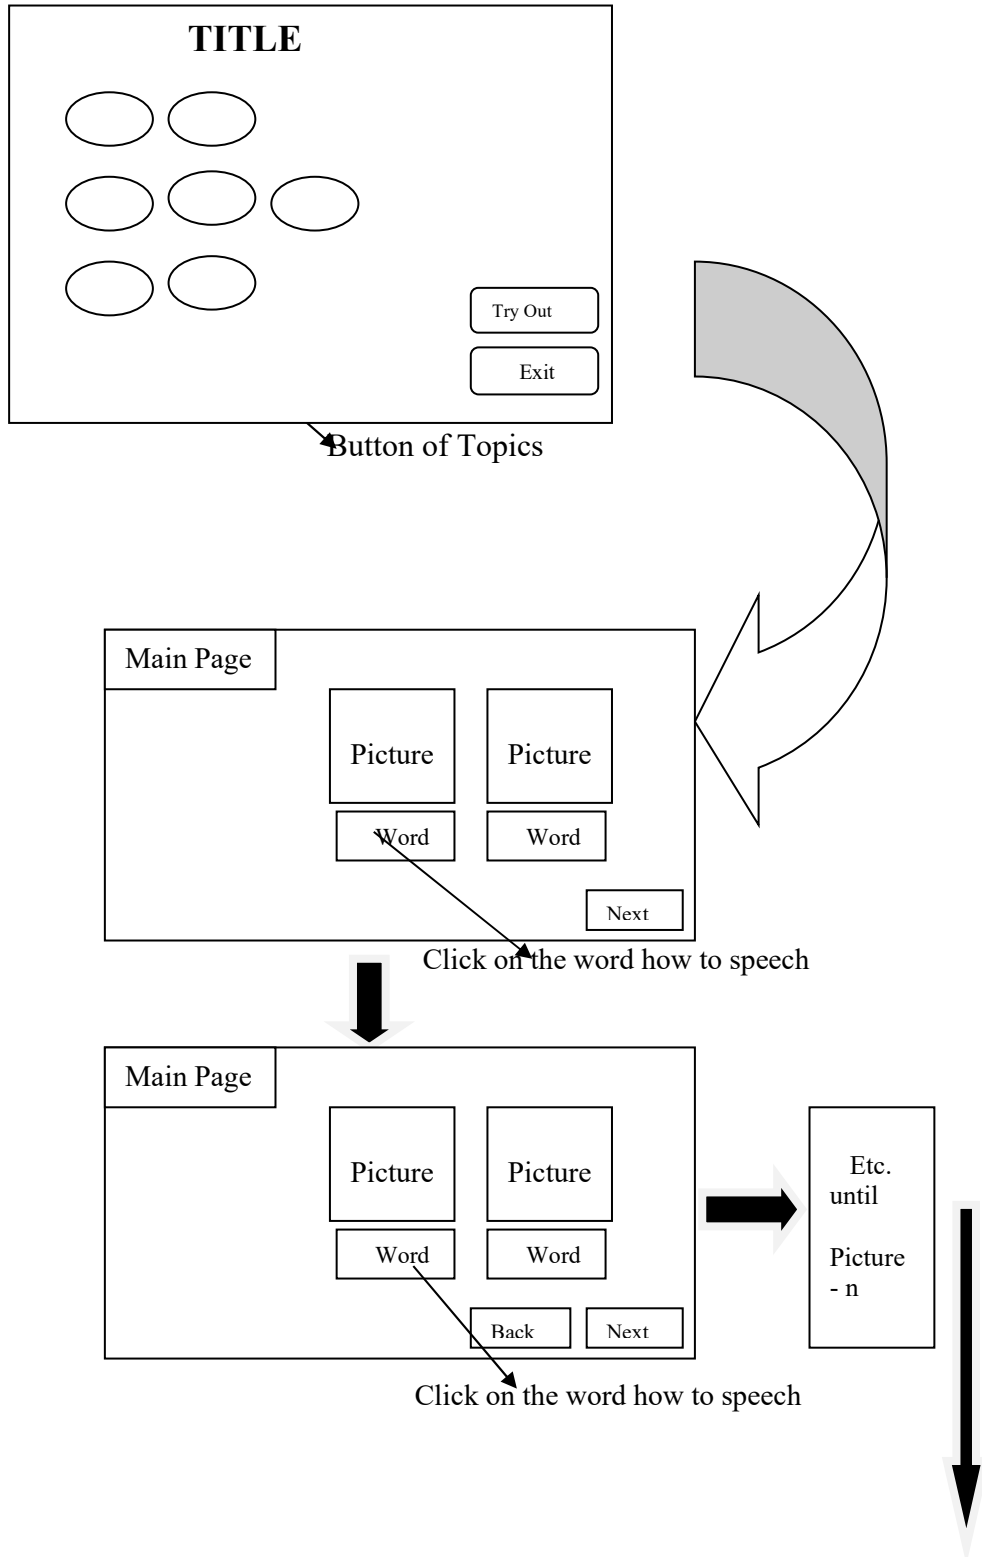 TITLE
Try Out
Exit
Button of Topics
Main Page
Picture Picture
Word Word
Next
Click on the word how to speech
Main Page
Picture Picture
Word Word
Back Next
Click on the word how to speech
Etc.
until
Picture
- n